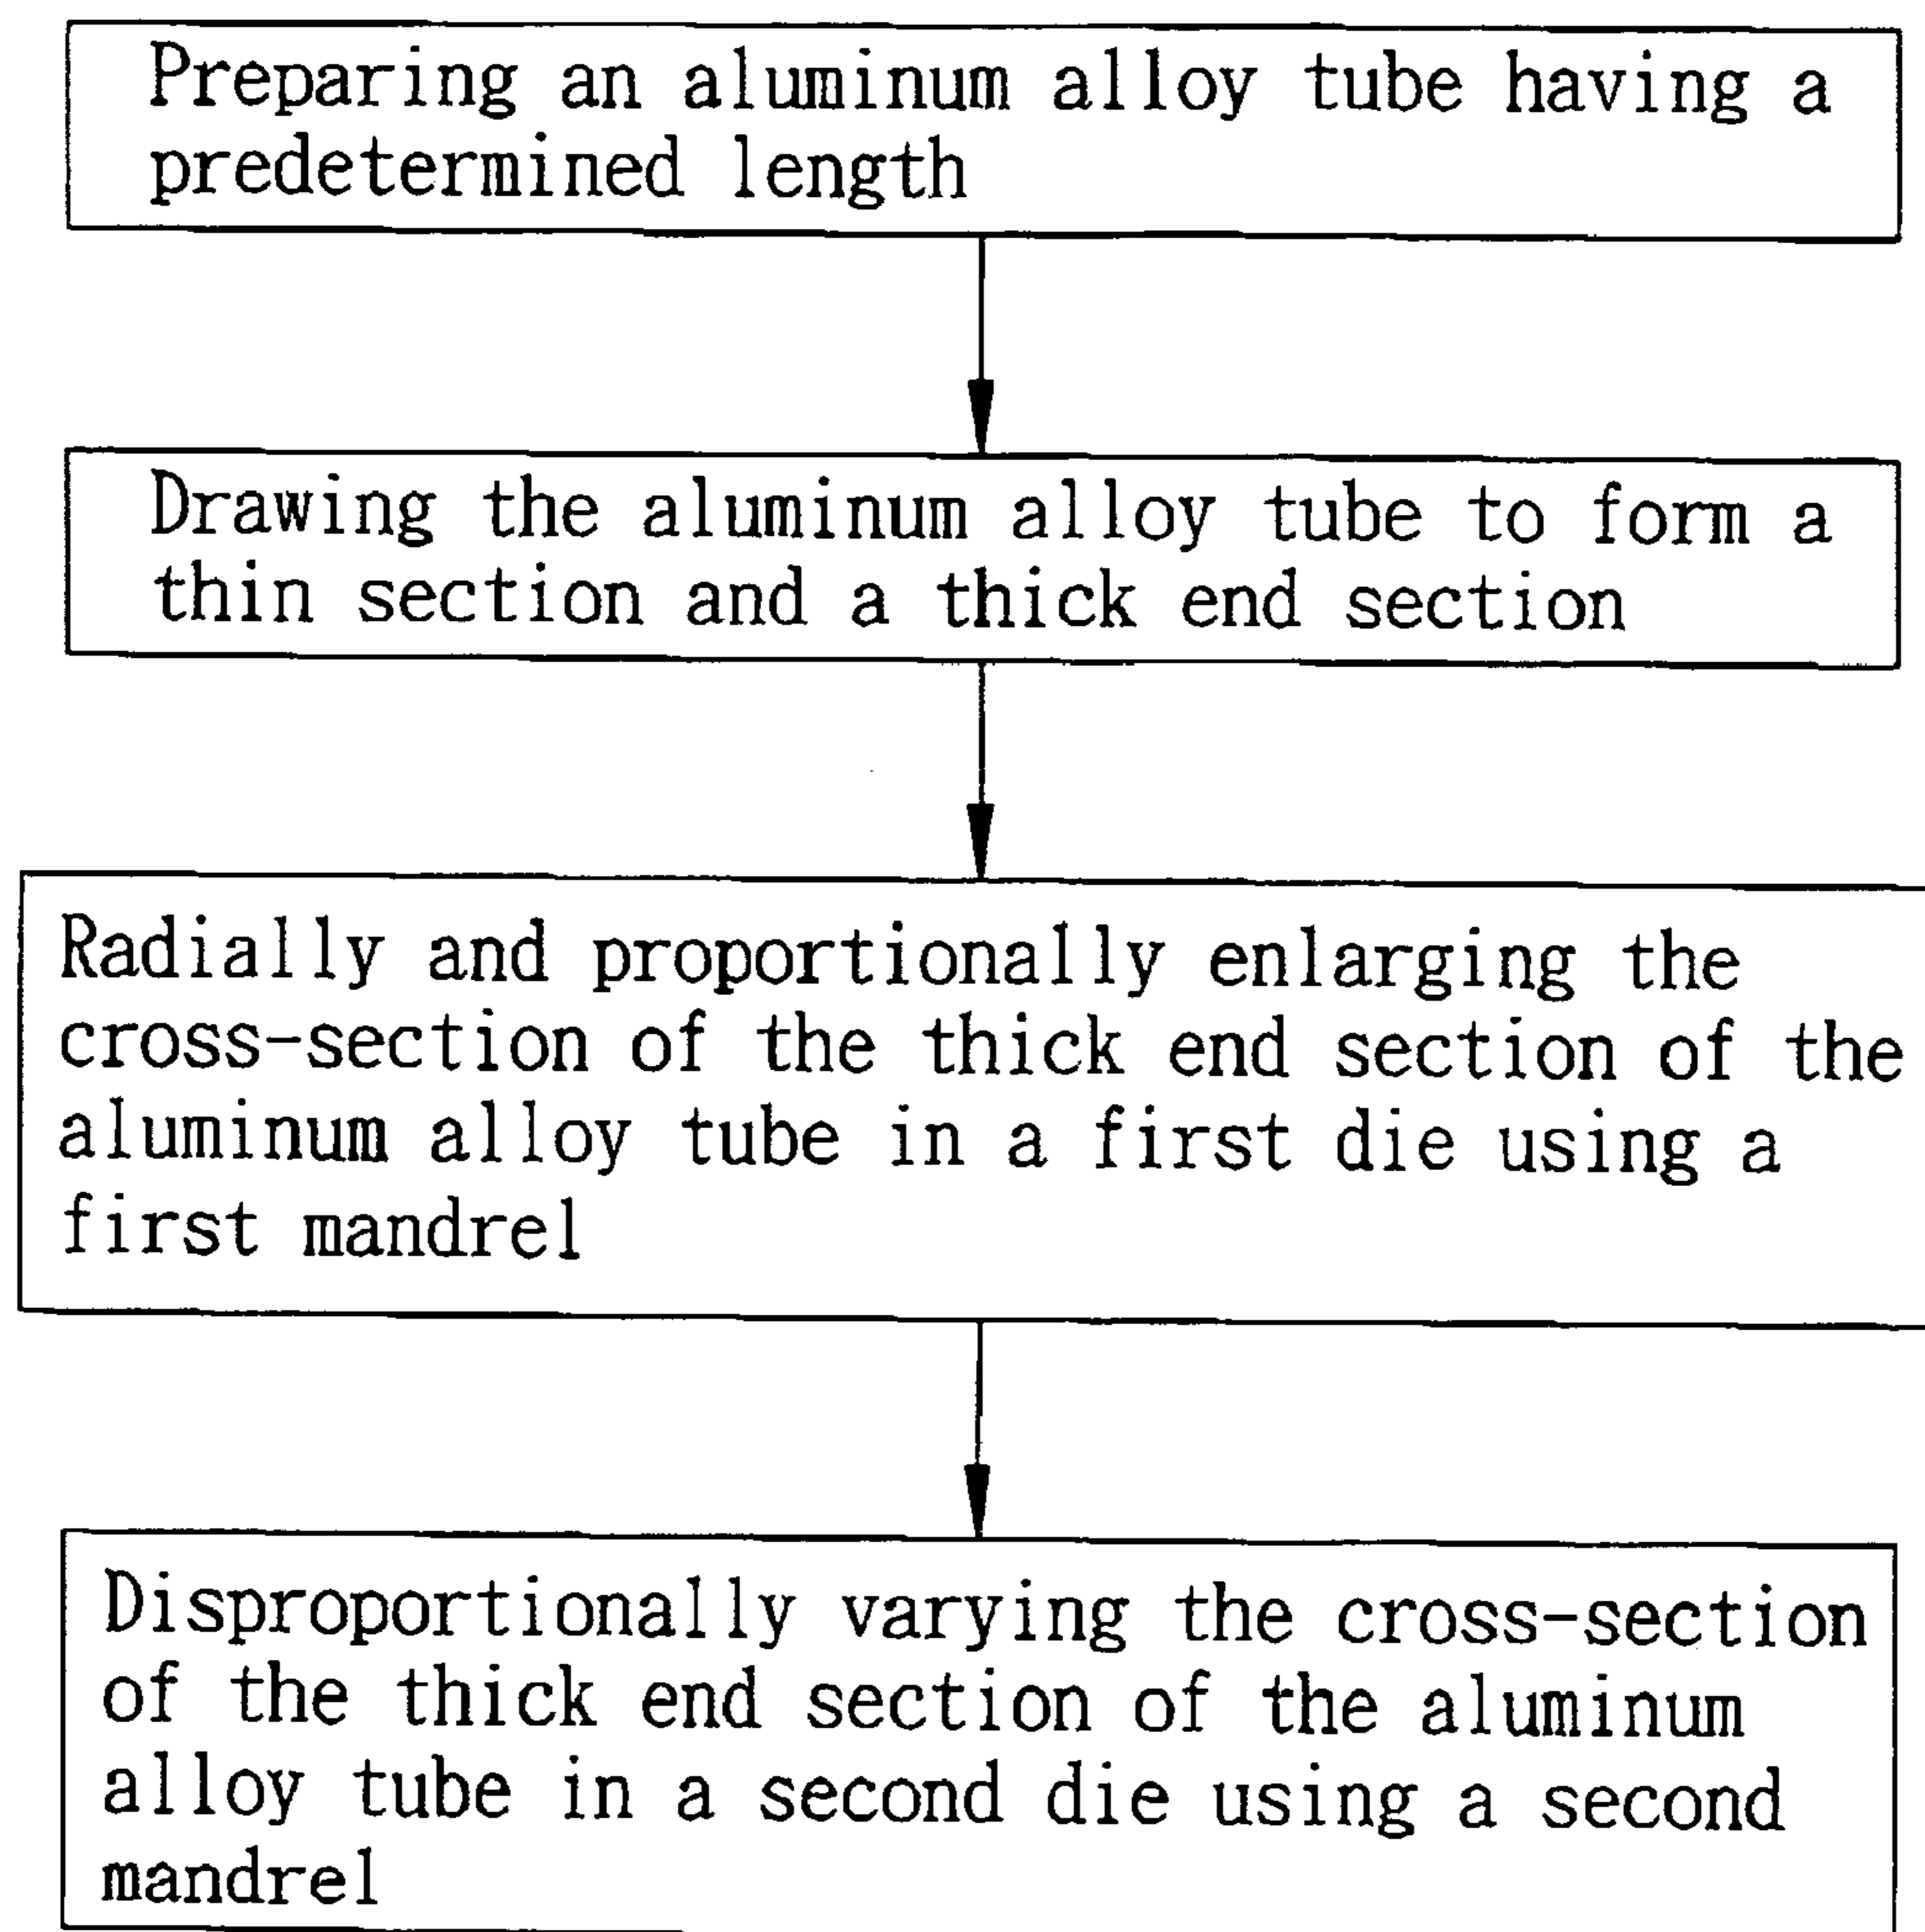 Preparing an aluminum alloy tube having a
predetermined length
Drawing the aluminum alloy tube to form a
thin section and a thick end section
Radially and proportionally enlarging the
cross-section of the thick end section of the
aluminum alloy tube in a first die using a
first mandrel
Disproportionally varying the cross-section
of the thick end section of the aluminum
alloy tube in a second die using a second
mandrel